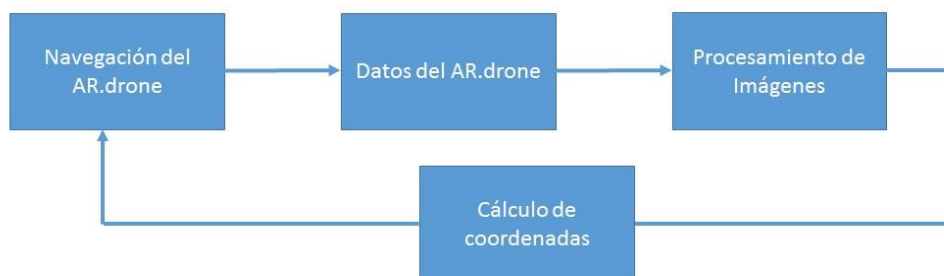 Navegación del
AR.drone
Datos del AR.drone
Procesamiento de
Imágenes
Cálculo de
coordenadas